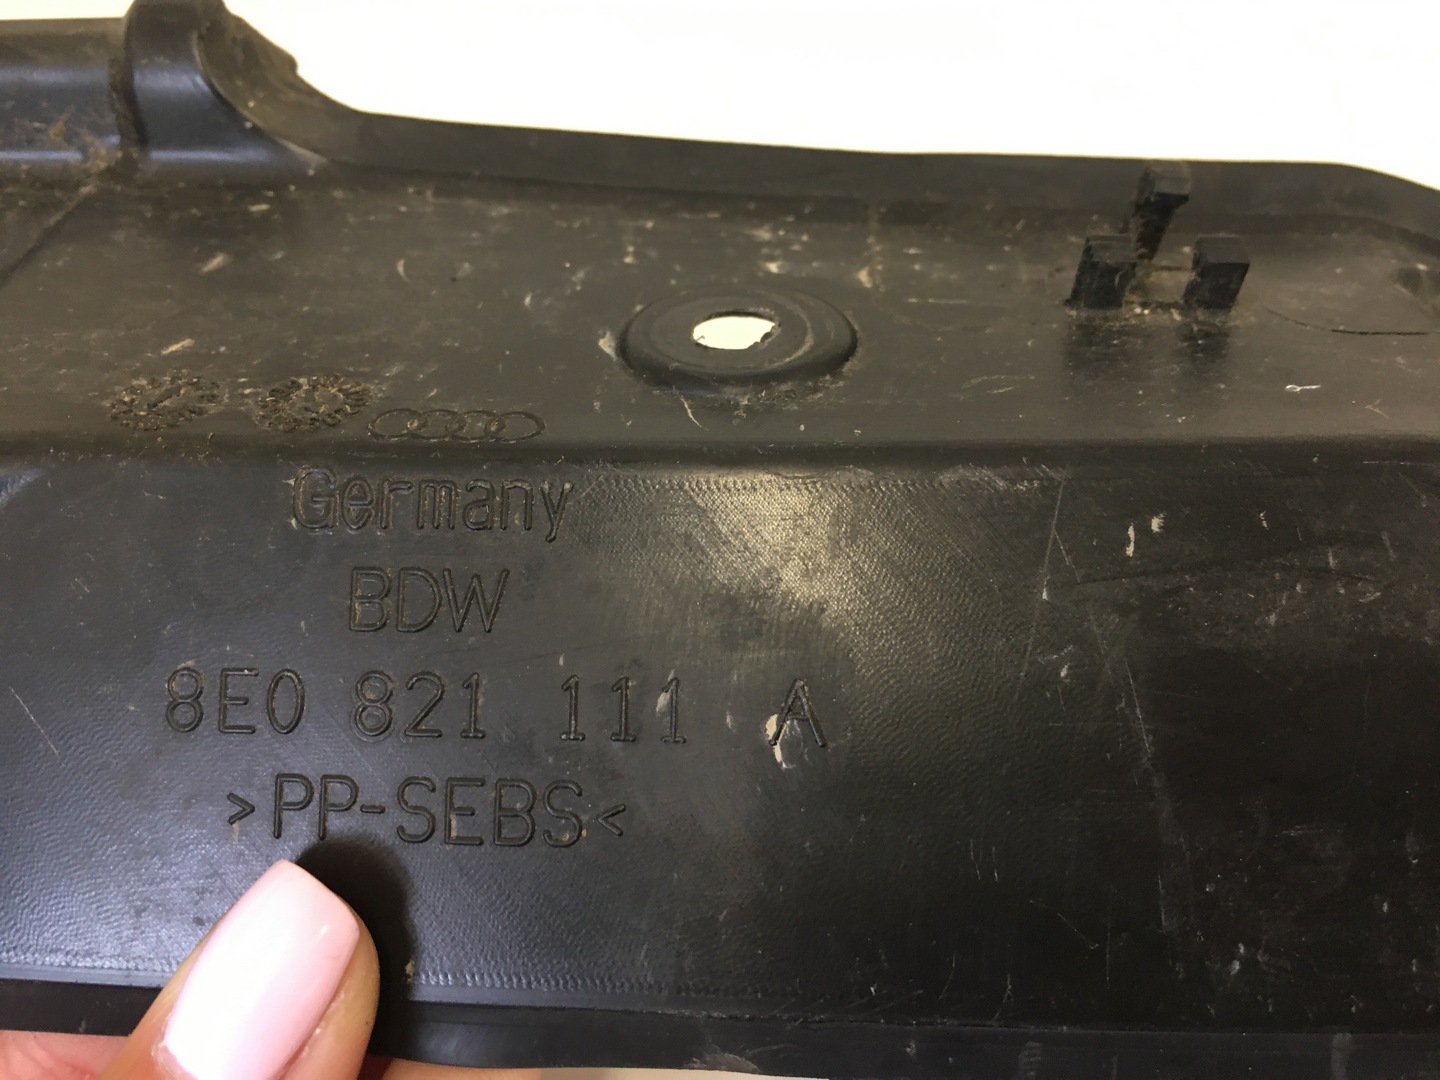 Germany
BDW
8E0 821 111 A
>PP-SEBS<